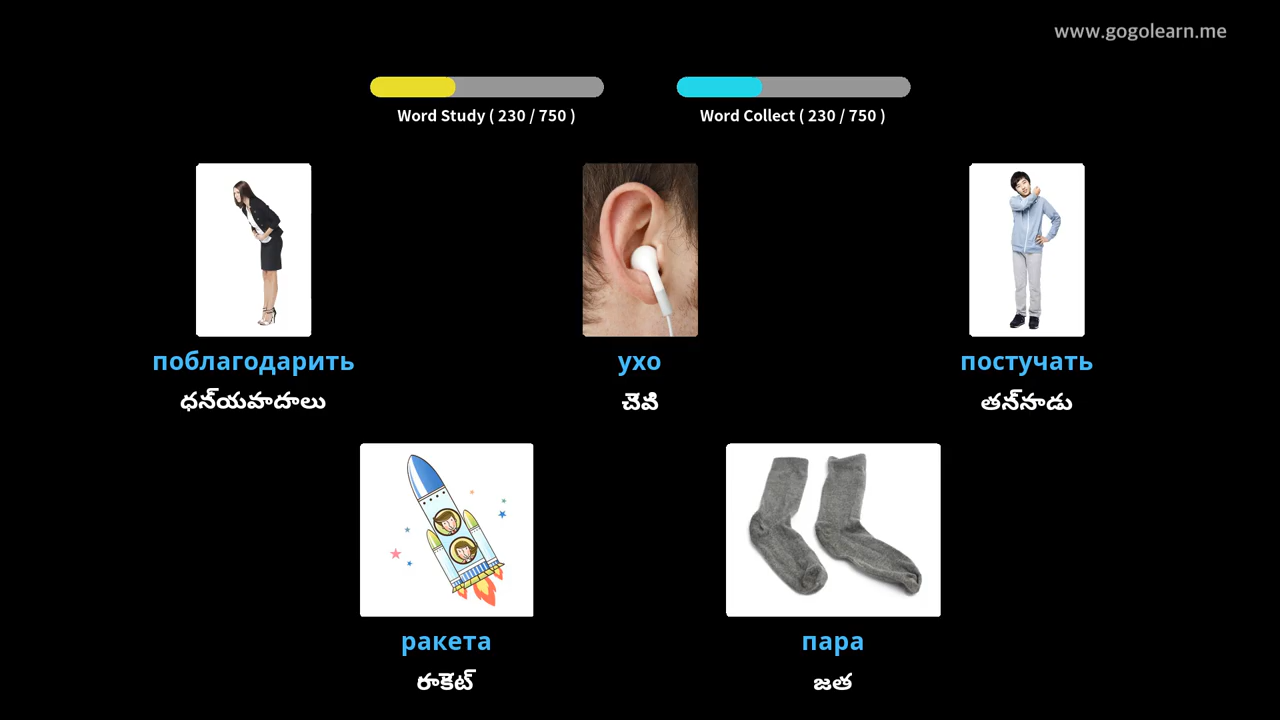 www.gogolearn.me
Word Study ( 230 / 750 )
Word Collect ( 230 / 750 )
поблагодарить
ధన్‌యవాదాలు
ухо
చెవి
постучать
తన్‌నాడు
ракета
రాకెట్
пара
జత